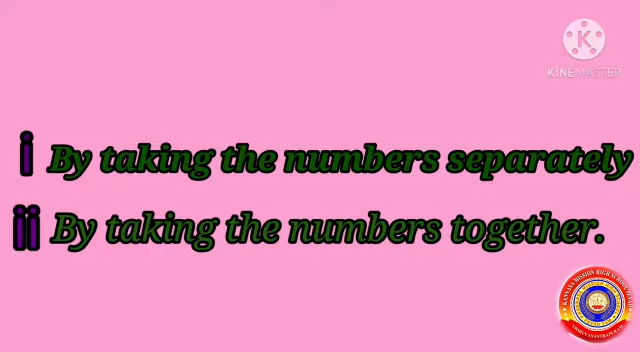 KINEMASTER
i By taking the numbers separately
ii By taking the numbers together.